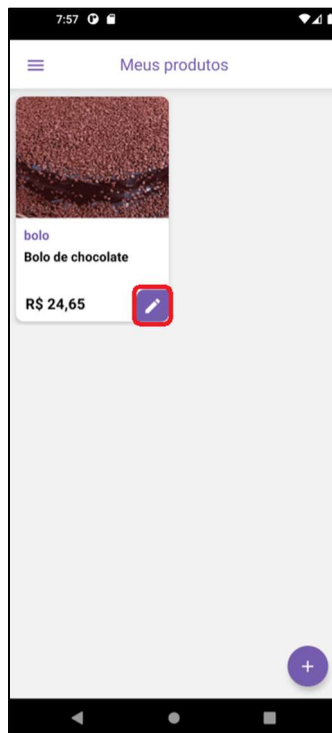 7:57
Meus produtos
bolo
Bolo de chocolate
R$ 24,65